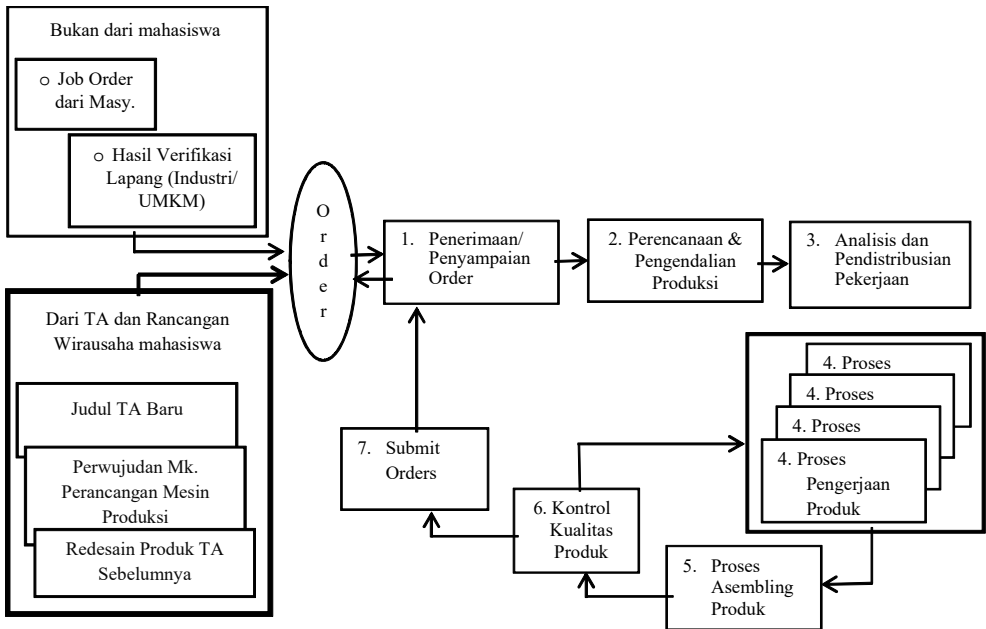 Bukan dari mahasiswa
o Job Order
dari Masy.
o Hasil Verifikasi
Lapang (Industri/
UMKM)
Dari TA dan Rancangan
Wirausaha mahasiswa
Judul TA Baru
Perwujudan Mk.
Perancangan Mesin
Produksi
Redesain Produk TA
Sebelumnya
O
r
d
e
r
1. Penerimaan/
Penyampaian
Order
2. Perencanaan &
Pengendalian
Produksi
3. Analisis dan
Pendistribusian
Pekerjaan
4. Proses
4. Proses
4. Proses
4. Proses
Pengerjaan
Produk
5. Proses
Asembling
Produk
6. Kontrol
Kualitas
Produk
7. Submit
Orders